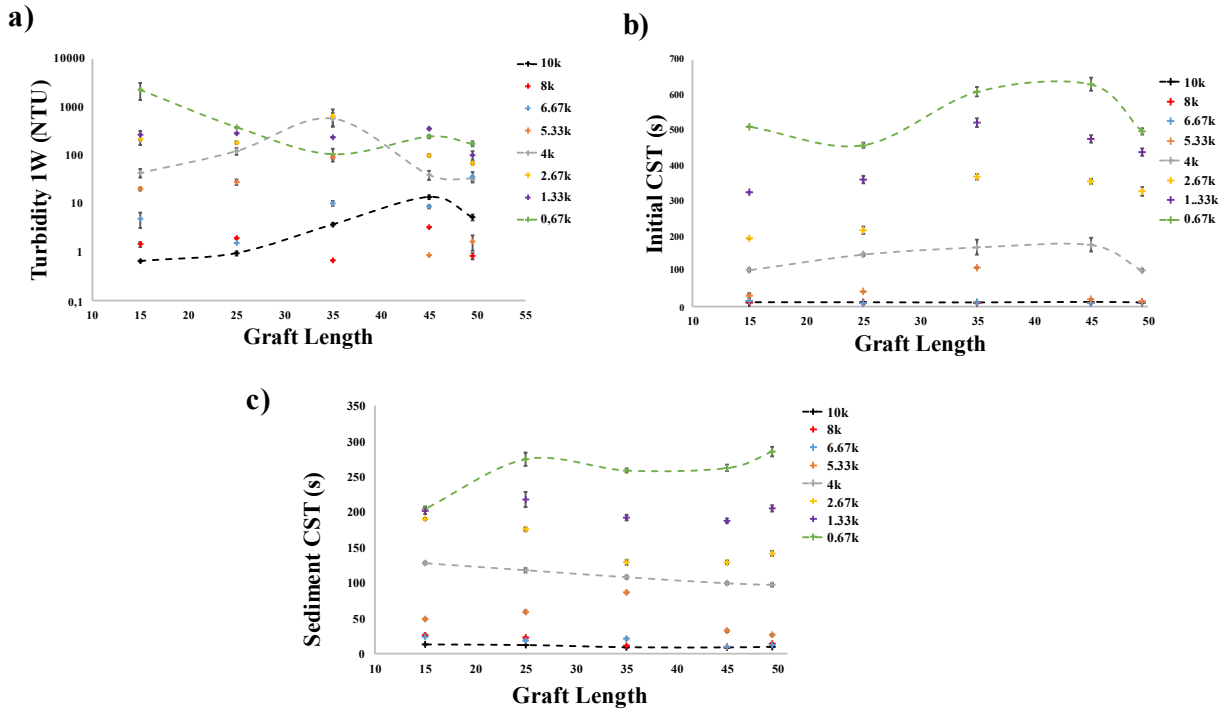 a)
Turbidity 1W (NTU)
10000
1000
100
10
1
0,1
10 15 20 25 30 35 40 45 50 55
Graft Length
10k
8k
6.67k
5.33k
4k
2.67k
1.33k
0,67k
b)
Initial CST (s)
700
600
500
400
300
200
100
0
10 15 20 25 30 35 40 45 50
Graft Length
10k
8k
6.67k
5.33k
4k
2.67k
1..33k
0.67k
c)
Sediment CST (s)
350
300
250
200
150
100
50
0
10 15 20 25 30 35 40 45 50
Graft Length
10k
8k
6.67k
5.33k
4k
2.67k
1.33k
0.67k